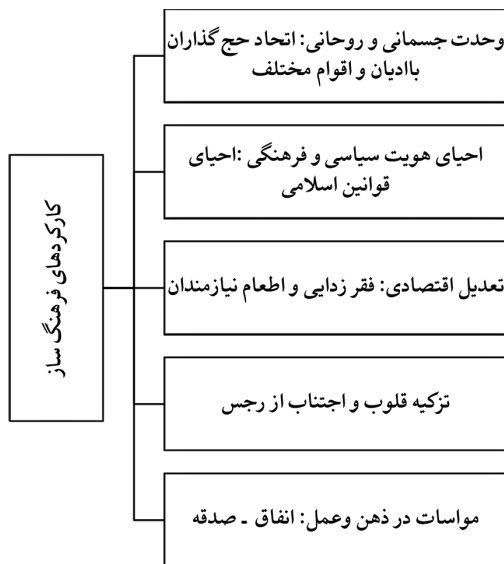 کارکردهای فرهنگ ساز
وحدت جسمانی و روحانی: اتحاد حج گذاران
باادیان و اقوام مختلف
احیای هویت سیاسی و فرهنگی :احیای
قوانین اسلامی
تعدیل اقتصادی: فقر زدایی و اطعام نیازمندان
تزکیه قلوب و اجتناب از رجس
مواسات در ذهن وعمل: انفاق ـ صدقه